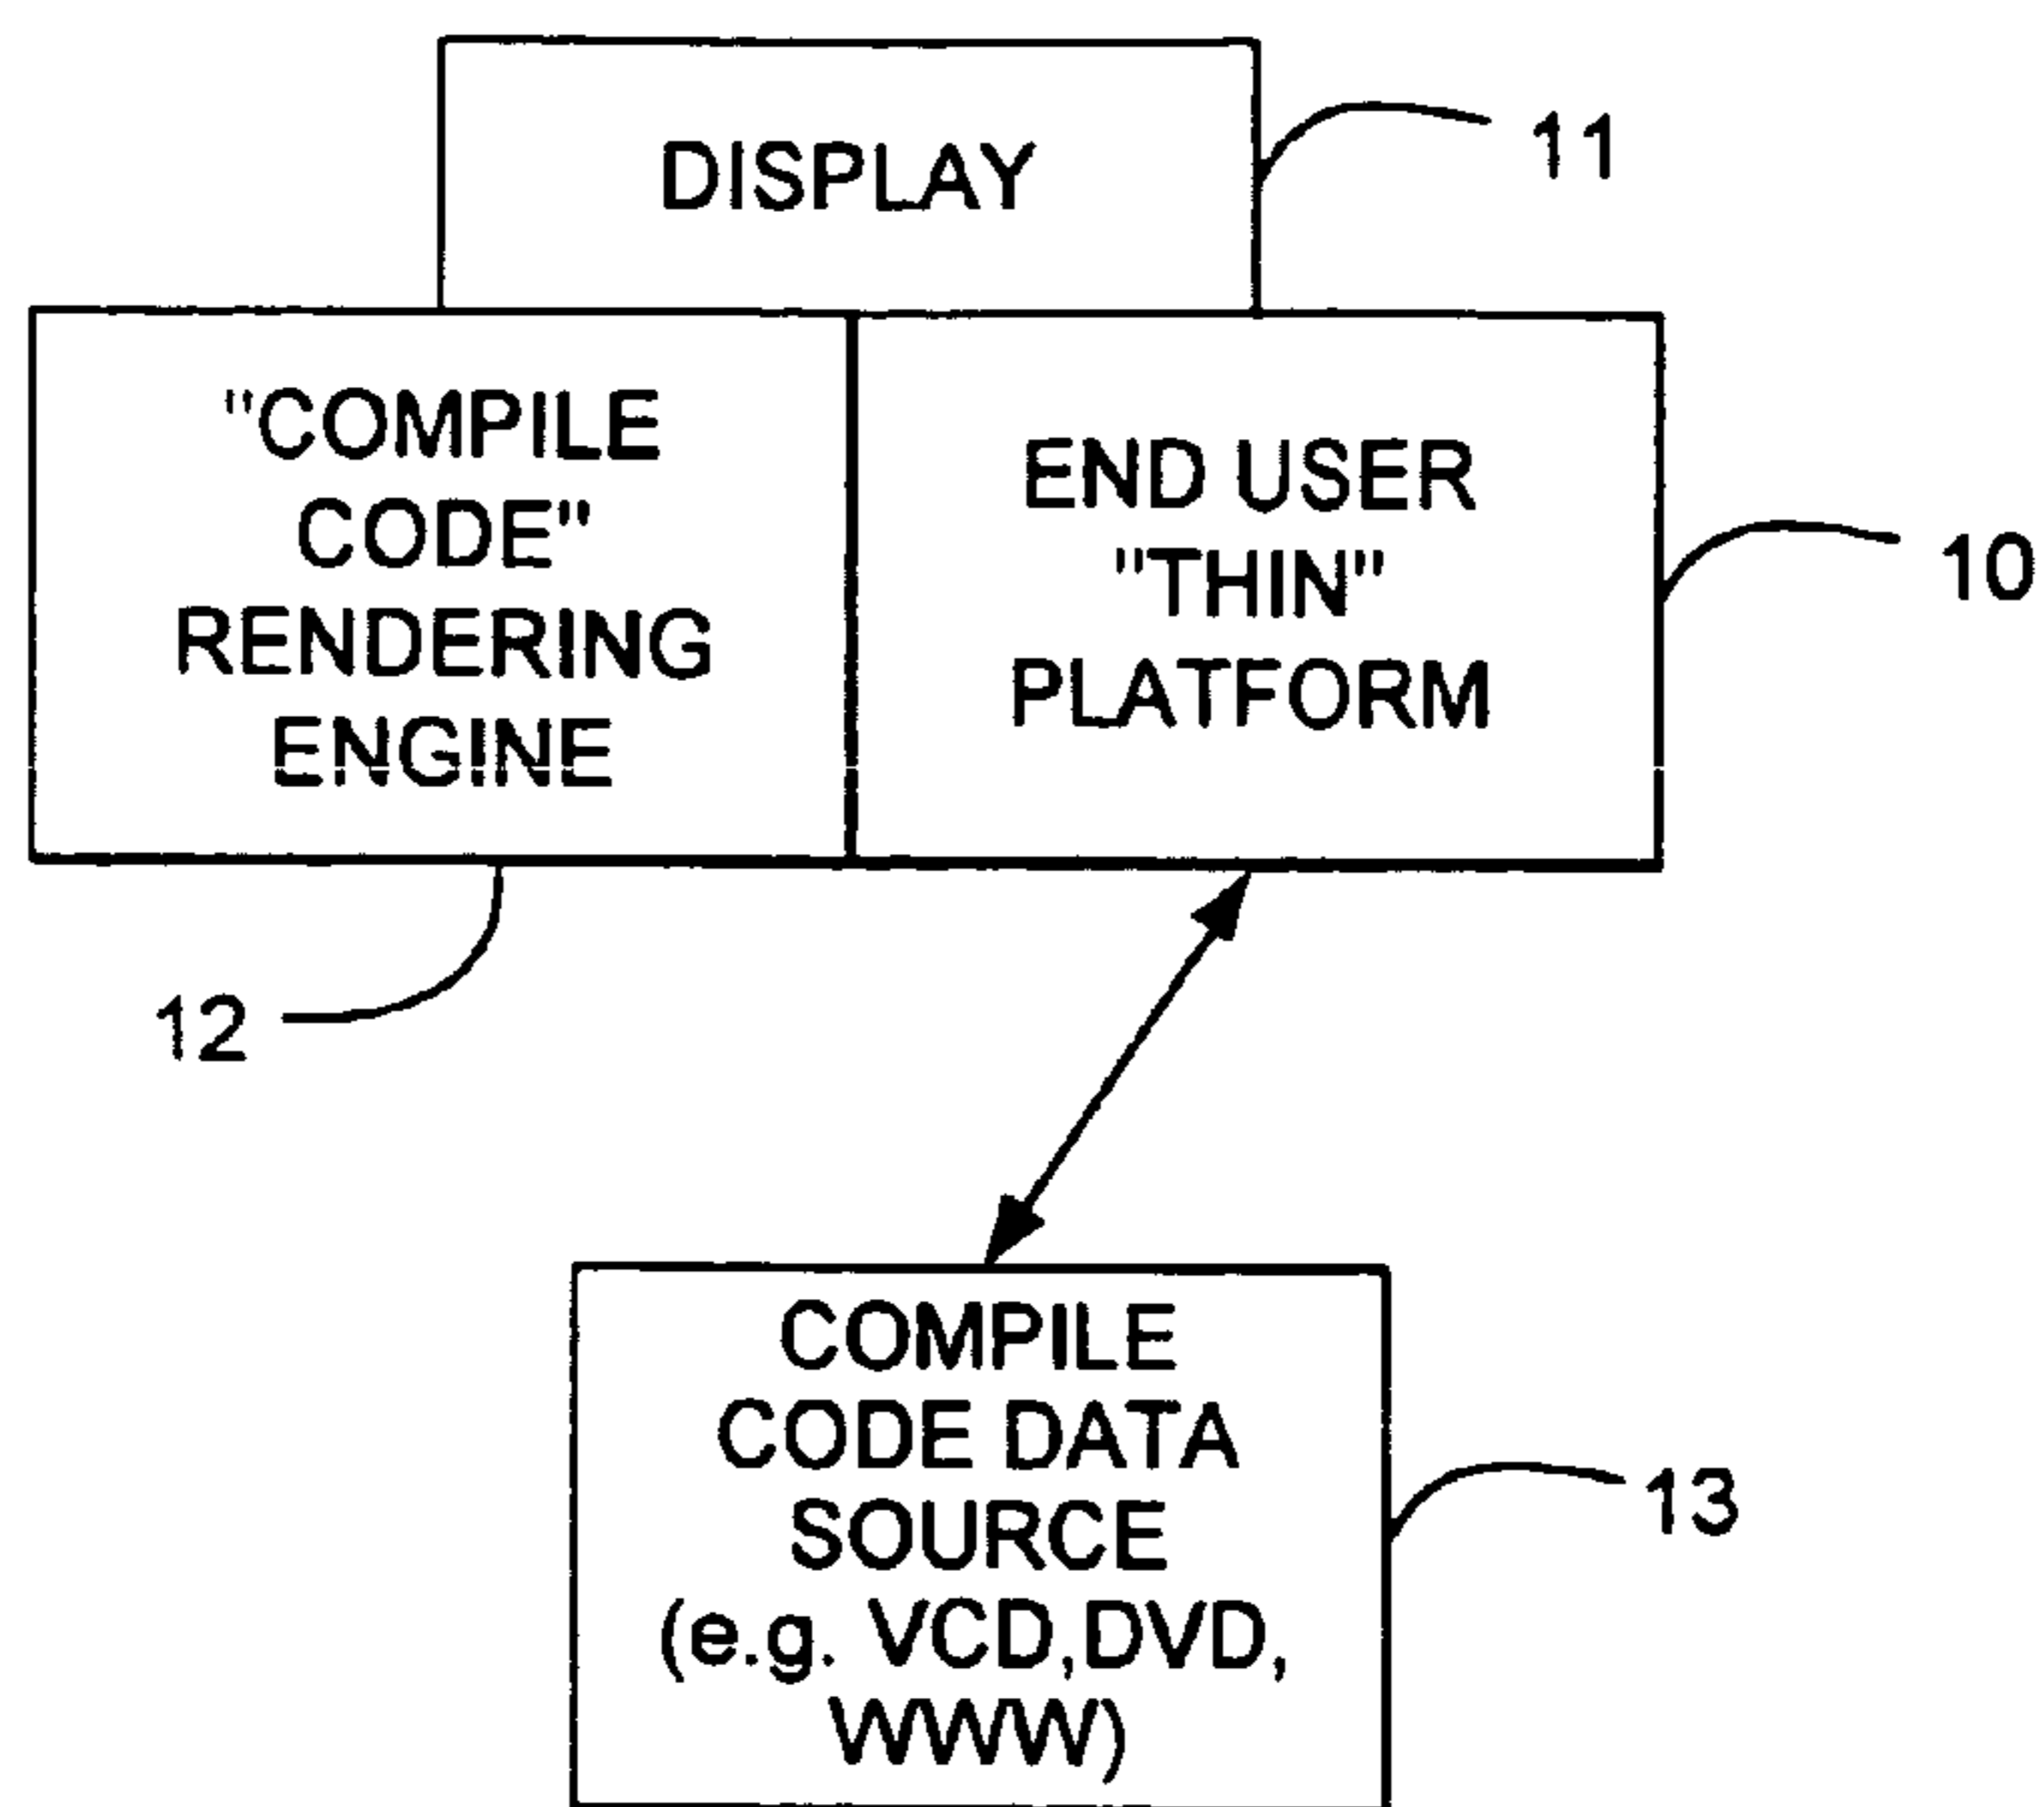 DISPLAY
11
"COMPILE
CODE"
RENDERING
ENGINE
END USER
"THIN"
PLATFORM
10
12
COMPILE
CODE DATA
SOURCE
(e.g. VCD,DVD,
WWW)
13